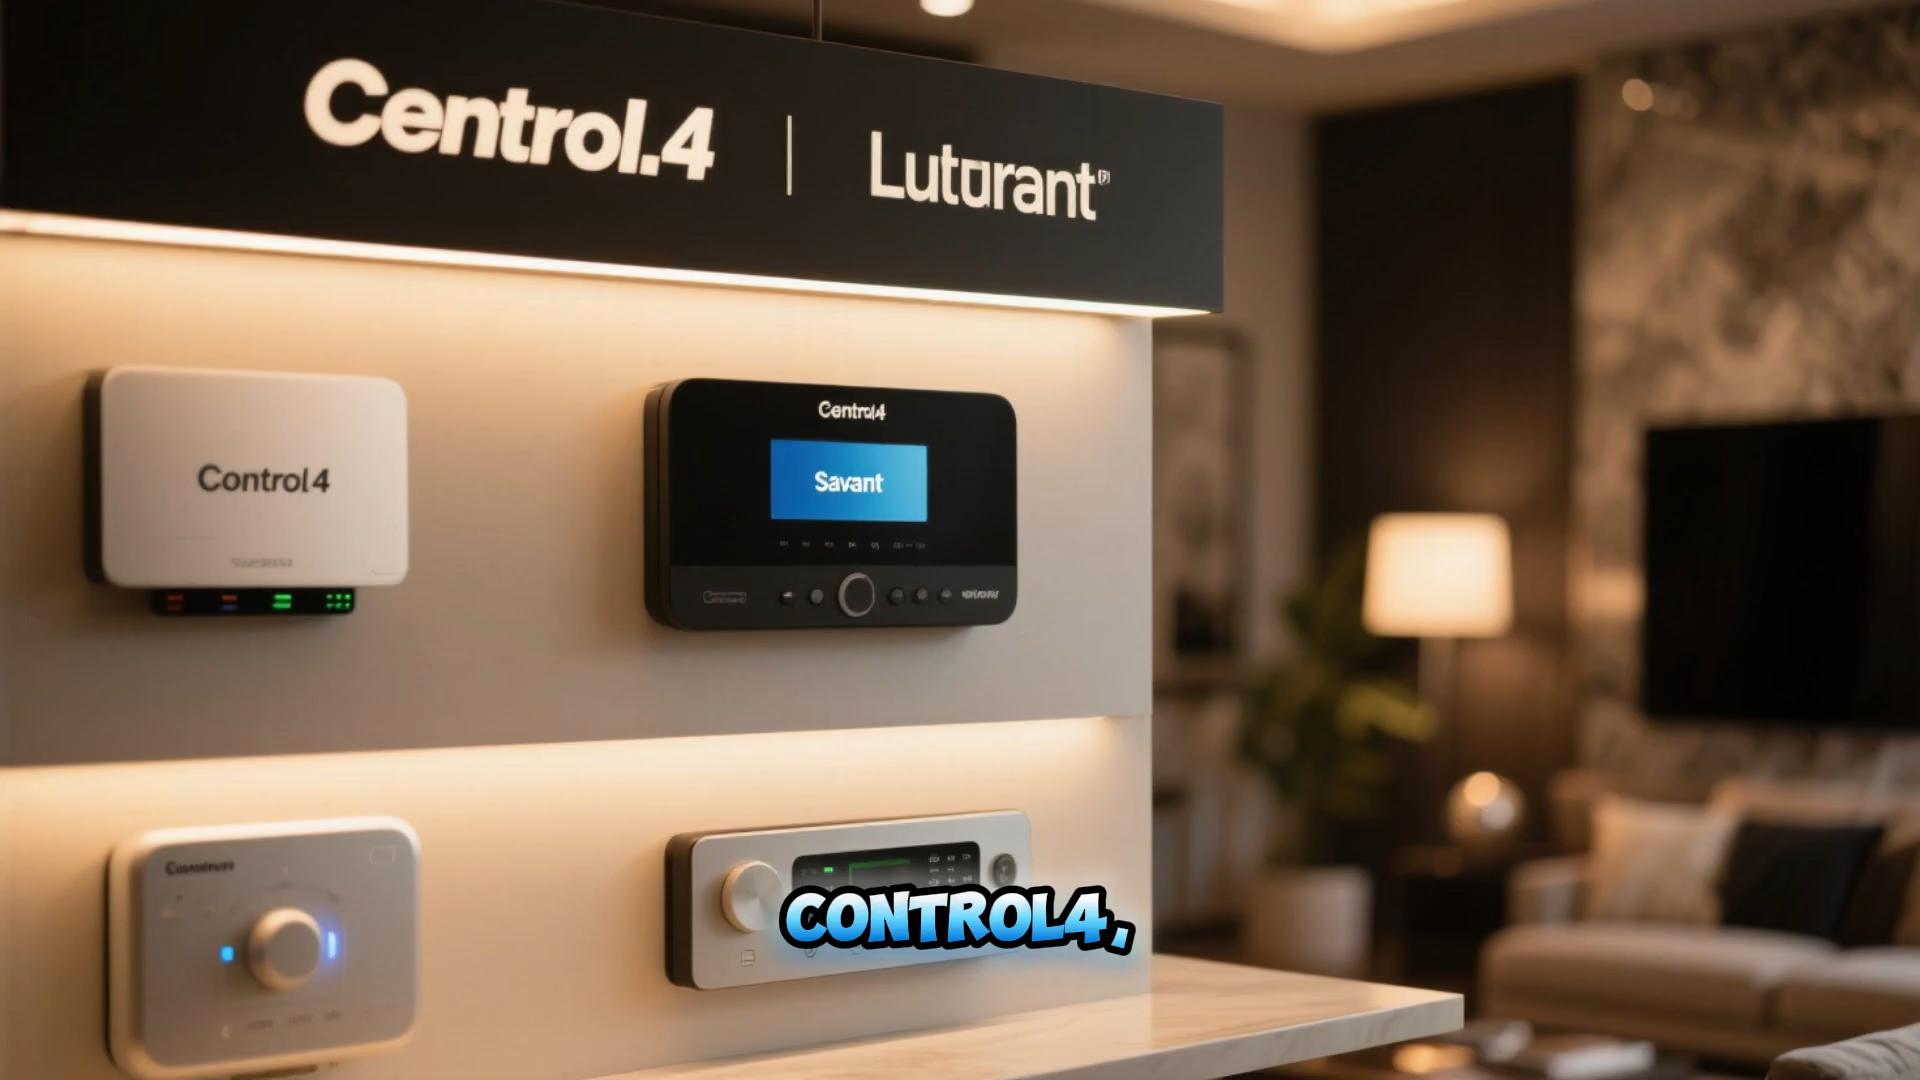 Centrol.4 | Luturant
Control4
Centrol4
Savant
CONTROL4,